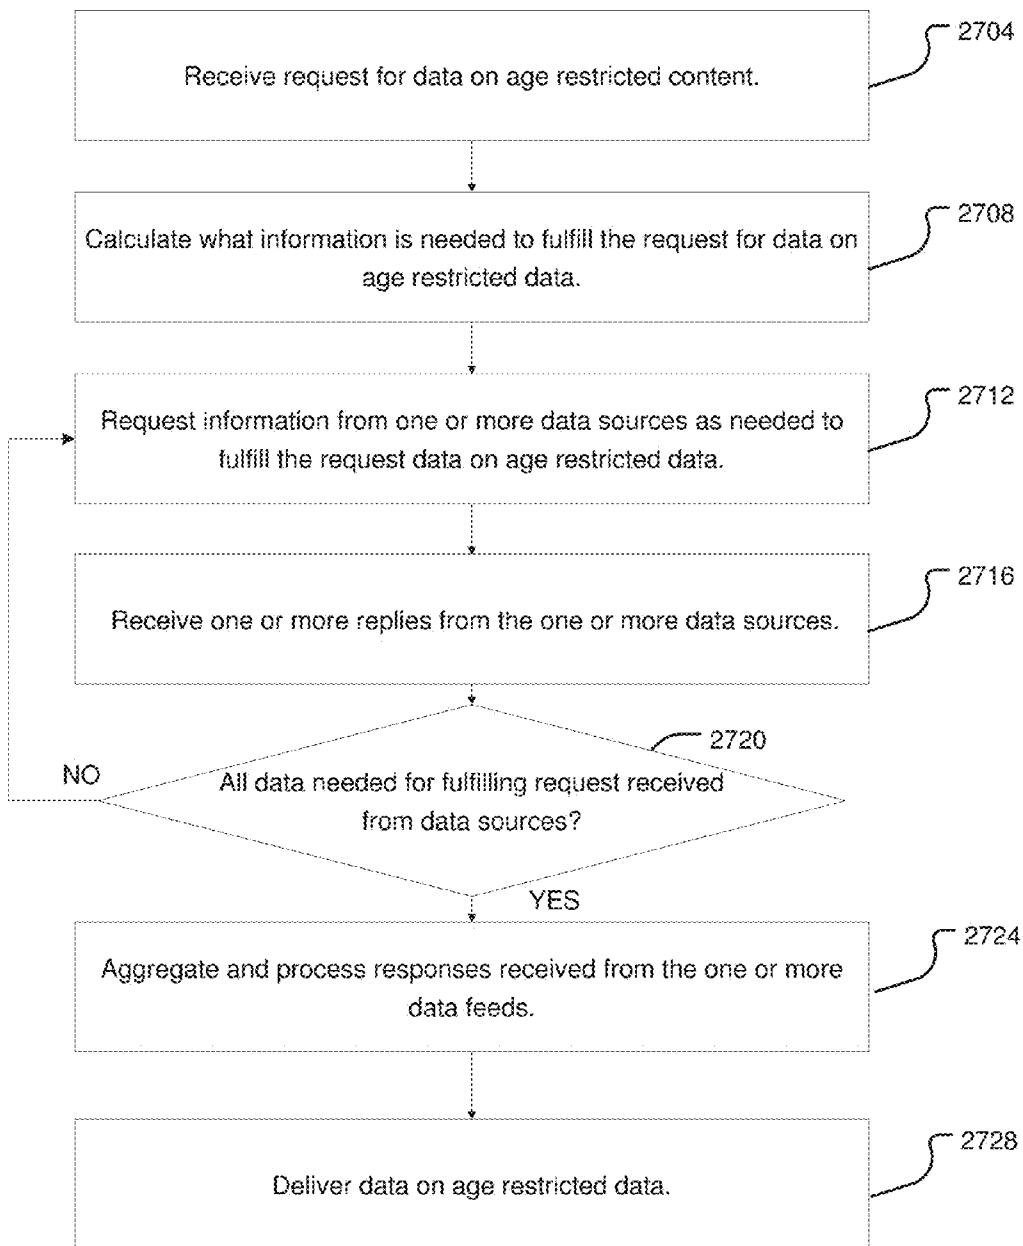 2704
Receive request for data on age restricted content.
2708
Calculate what information is needed to fulfill the request for data on
age restricted data.
2712
Request information from one or more data sources as needed to
fulfill the request data on age restricted data.
2716
Receive one or more replies from the one or more data sources.
2720
NO
All data needed for fulfilling request received
from data sources?
YES
2724
Aggregate and process responses received from the one or more
data feeds.
2728
Deliver data on age restricted data.